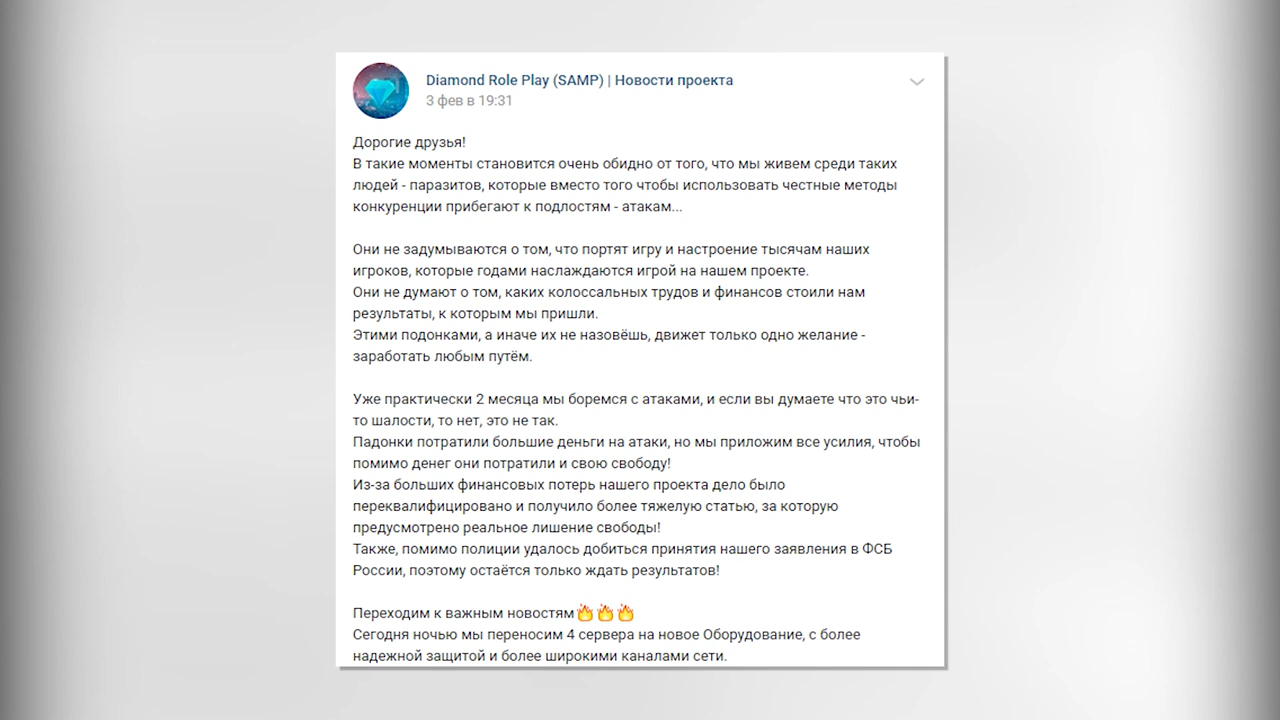 Diamond Role Play (SAMP) | Новости проекта
3 фев в 19:31
Дорогие друзья!
В такие моменты становится очень обидно от того, что мы живем среди таких
людей - паразитов, которые вместо того чтобы использовать честные методы
конкуренции прибегают к подлостям - атакам...
Они не задумываются о том, что портят игру и настроение тысячам наших
игроков, которые годами наслаждаются игрой на нашем проекте.
Они не думают о том, каких колоссальных трудов и финансов стоили нам
результаты, к которым мы пришли.
Этими подонками, а иначе их не назовёшь, движет только одно желание -
заработать любым путём.
Уже практически 2 месяца мы боремся с атаками, и если вы думаете что это чьи-
то шалости, то нет, это не так.
Падонки потратили большие деньги на атаки, но мы приложим все усилия, чтобы
помимо денег они потратили и свою свободу!
Из-за больших финансовых потерь нашего проекта дело было
переквалифицировано и получило более тяжелую статью, за которую
предусмотрено реальное лишение свободы!
Также, помимо полиции удалось добиться принятия нашего заявления в ФСБ
России, поэтому остаётся только ждать результатов!
Переходим к важным новостям🔥🔥🔥
Сегодня ночью мы переносим 4 сервера на новое Оборудование, с более
надежной защитой и более широкими каналами сети.